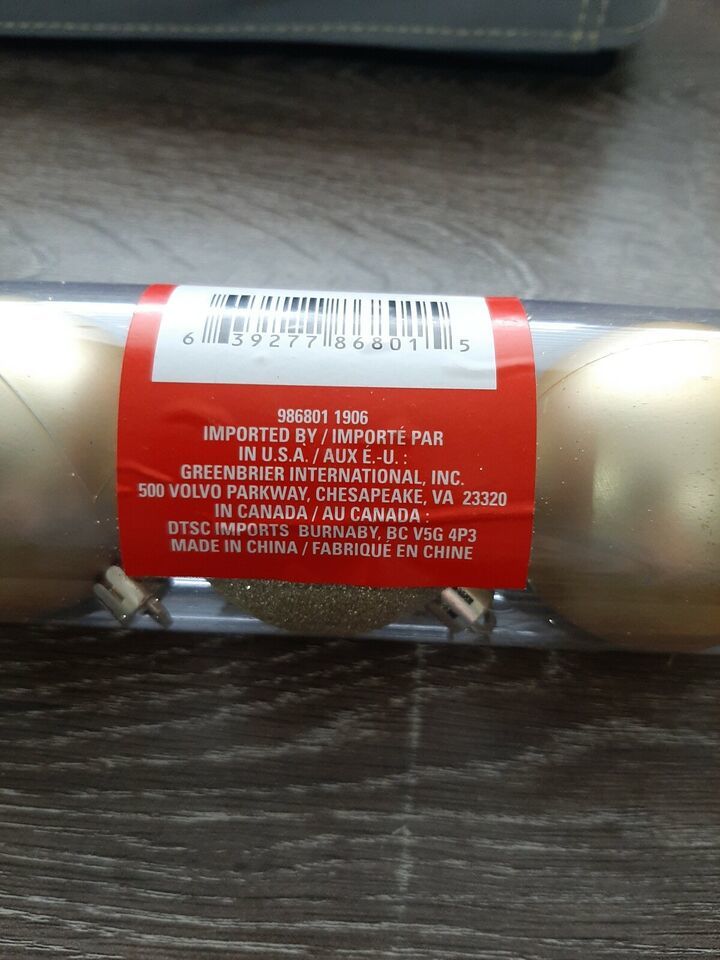 6 39277 86801 5
986801 1906
IMPORTED BY / IMPORTÉ PAR
IN U.S.A. / AUX É.-U. :
GREENBRIER INTERNATIONAL, INC.
500 VOLVO PARKWAY, CHESAPEAKE, VA 23320
IN CANADA / AU CANADA :
DTSC IMPORTS BURNABY, BC V5G 4P3
MADE IN CHINA / FABRIQUÉ EN CHINE